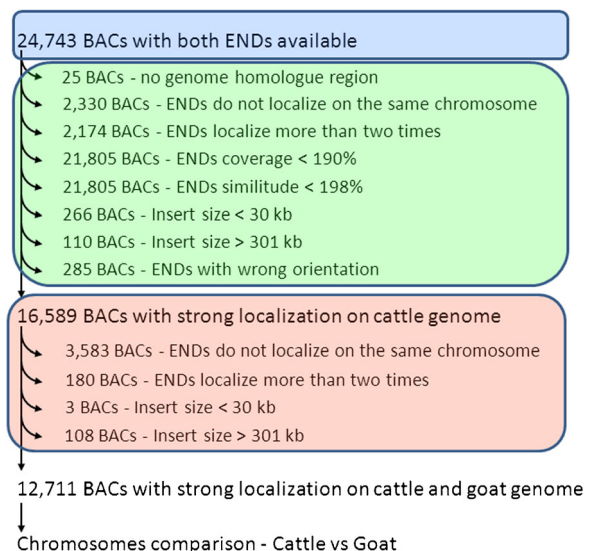 24,743 BACs with both ENDs available
25 BACs - no genome homologue region
2,330 BACs - ENDs do not localize on the same chromosome
2,174 BACs - ENDs localize more than two times
21,805 BACs - ENDs coverage < 190%
21,805 BACs - ENDs similitude < 198%
266 BACs - Insert size < 30 kb
110 BACs - Insert size > 301 kb
285 BACs - ENDs with wrong orientation
16,589 BACs with strong localization on cattle genome
3,583 BACs - ENDs do not localize on the same chromosome
180 BACs - ENDs localize more than two times
3 BACs - Insert size < 30 kb
108 BACs - Insert size > 301 kb
12,711 BACs with strong localization on cattle and goat genome
Chromosomes comparison - Cattle vs Goat